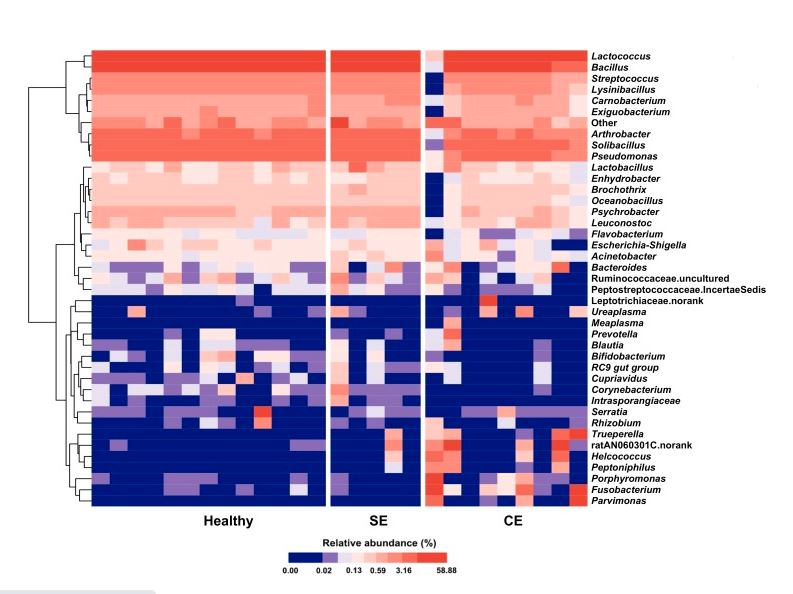 Lactococcus
Bacillus
Streptococcus
Lysinibacillus
Carnobacterium
Exiguobacterium
Other
Arthrobacter
Solibacillus
Pseudomonas
Lactobacillus
Enhydrobacter
Brochothrix
Oceanobacillus
Psychrobacter
Leuconostoc
Flavobacterium
Escherichia-Shigella
Acinetobacter
Bacteroides
Ruminococcaceae.uncultured
Peptostreptococcaceae.IncertaeSedis
Leptotrichiaceae.norank
Ureaplasma
Meaplasma
Prevotella
Blautia
Bifidobacterium
RC9 gut group
Cupriavidus
Corynebacterium
Intrasporangiaceae
Serratia
Rhizobium
Trueperella
ratAN060301C.norank
Helcococcus
Peptoniphilus
Porphyromonas
Fusobacterium
Parvimonas
Healthy SE CE
Relative abundance (%)
0.00 0.02 0.13 0.59 3.16 58.88